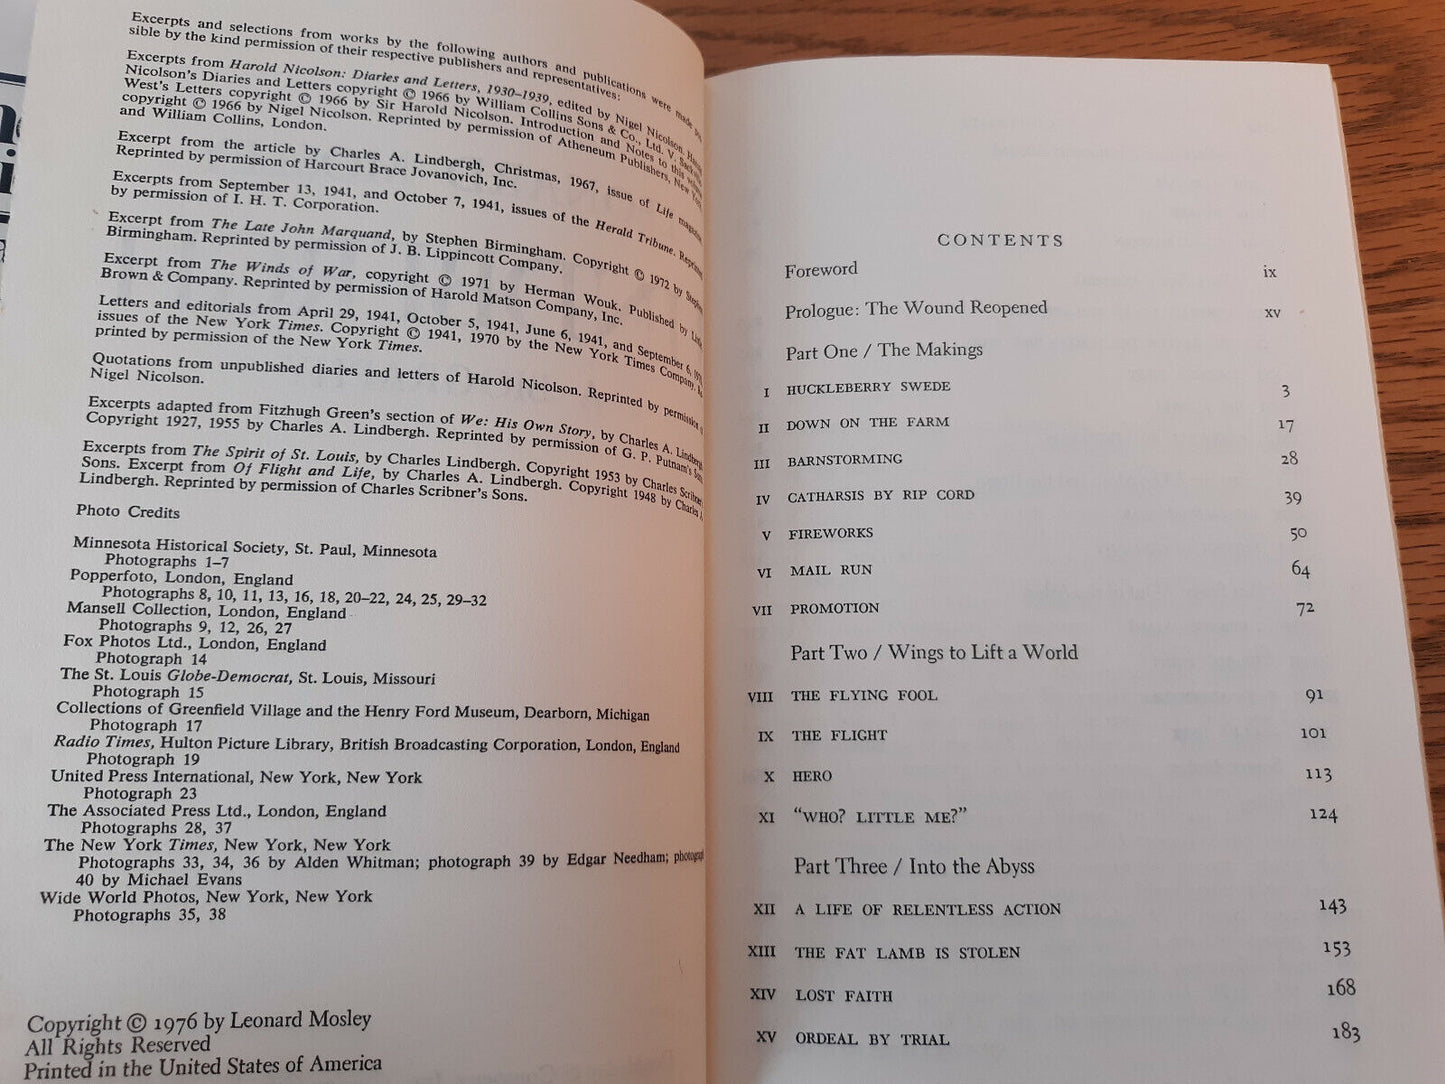 Excerpts and selections from works by the following authors and publications were made pos-
sible by the kind permission of their respective publishers and representatives:
Excerpts from Harold Nicolson: Diaries and Letters, 1930–1939, edited by Nigel Nicolson. Harold
Nicolson's Diaries and Letters copyright © 1966 by William Collins Sons & Co., Ltd. V. Sackville-
West's Letters copyright © 1966 by Sir Harold Nicolson. Introduction and Notes to this volume
copyright © 1966 by Nigel Nicolson. Reprinted by permission of Atheneum Publishers, New York,
and William Collins, London.
Excerpt from the article by Charles A. Lindbergh, Christmas, 1967, issue of Life magazine.
Reprinted by permission of Harcourt Brace Jovanovich, Inc.
Excerpts from September 13, 1941, and October 7, 1941, issues of the Herald Tribune. Reprinted
by permission of I. H. T. Corporation.
Excerpt from The Late John Marquand, by Stephen Birmingham. Copyright © 1972 by Stephen
Birmingham. Reprinted by permission of J. B. Lippincott Company.
Excerpt from The Winds of War, copyright © 1971 by Herman Wouk. Published by Little,
Brown & Company. Reprinted by permission of Harold Matson Company, Inc.
Letters and editorials from April 29, 1941, October 5, 1941, June 6, 1941, and September 6, 1970,
issues of the New York Times. Copyright © 1941, 1970 by the New York Times Company. Re-
printed by permission of the New York Times.
Quotations from unpublished diaries and letters of Harold Nicolson. Reprinted by permission of
Nigel Nicolson.
Excerpts adapted from Fitzhugh Green's section of We: His Own Story, by Charles A. Lindbergh.
Copyright 1927, 1955 by Charles A. Lindbergh. Reprinted by permission of G. P. Putnam's Sons.
Excerpts from The Spirit of St. Louis, by Charles Lindbergh. Copyright 1953 by Charles Scribner's
Sons. Excerpt from Of Flight and Life, by Charles A. Lindbergh. Copyright 1948 by Charles A.
Lindbergh. Reprinted by permission of Charles Scribner's Sons.
Photo Credits
Minnesota Historical Society, St. Paul, Minnesota
Photographs 1–7
Popperfoto, London, England
Photographs 8, 10, 11, 13, 16, 18, 20–22, 24, 25, 29–32
Mansell Collection, London, England
Photographs 9, 12, 26, 27
Fox Photos Ltd., London, England
Photograph 14
The St. Louis Globe-Democrat, St. Louis, Missouri
Photograph 15
Collections of Greenfield Village and the Henry Ford Museum, Dearborn, Michigan
Photograph 17
Radio Times, Hulton Picture Library, British Broadcasting Corporation, London, England
Photograph 19
United Press International, New York, New York
Photograph 23
The Associated Press Ltd., London, England
Photographs 28, 37
The New York Times, New York, New York
Photographs 33, 34, 36 by Alden Whitman; photograph 39 by Edgar Needham; photograph
40 by Michael Evans
Wide World Photos, New York, New York
Photographs 35, 38
Copyright © 1976 by Leonard Mosley
All Rights Reserved
Printed in the United States of America
CONTENTS
Foreword ix
Prologue: The Wound Reopened xv
Part One / The Makings
I HUCKLEBERRY SWEDE 3
II DOWN ON THE FARM 17
III BARNSTORMING 28
IV CATHARSIS BY RIP CORD 39
V FIREWORKS 50
VI MAIL RUN 64
VII PROMOTION 72
Part Two / Wings to Lift a World
VIII THE FLYING FOOL 91
IX THE FLIGHT 101
X HERO 113
XI "WHO? LITTLE ME?" 124
Part Three / Into the Abyss
XII A LIFE OF RELENTLESS ACTION 143
XIII THE FAT LAMB IS STOLEN 153
XIV LOST FAITH 168
XV ORDEAL BY TRIAL 183